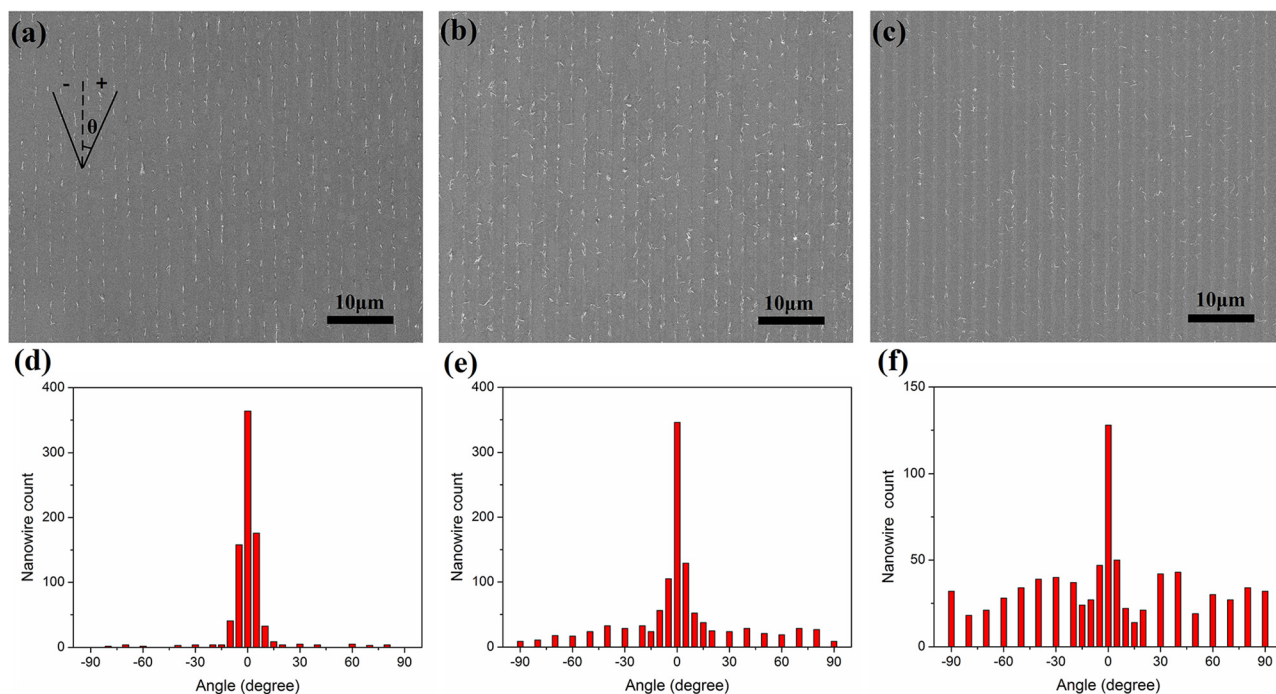 (a)
- +
θ
10μm
(b)
10μm
(c)
10μm
(d)
400
300
200
100
0
Nanowire count
-90 -60 -30 0 30 60 90
Angle (degree)
(e)
400
300
200
100
0
Nanowire count
-90 -60 -30 0 30 60 90
Angle (degree)
(f)
150
100
50
0
Nanowire count
-90 -60 -30 0 30 60 90
Angle (degree)